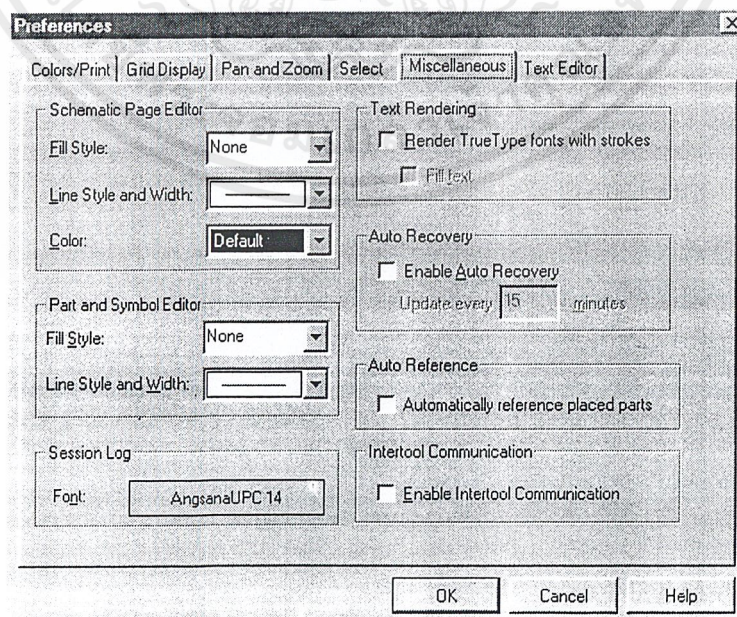 Preferences
Colors/Print Grid Display Pan and Zoom Select Miscellaneous Text Editor
Schematic Page Editor
Fill Style: None
Line Style and Width:
Color: Default
Part and Symbol Editor
Fill Style: None
Line Style and Width:
Session Log
Font: AngsanaUPC 14
Text Rendering
Render TrueType fonts with strokes
Fill text
Auto Recovery
Enable Auto Recovery
Update every 15 minutes
Auto Reference
Automatically reference placed parts
Intertool Communication
Enable Intertool Communication
OK Cancel Help